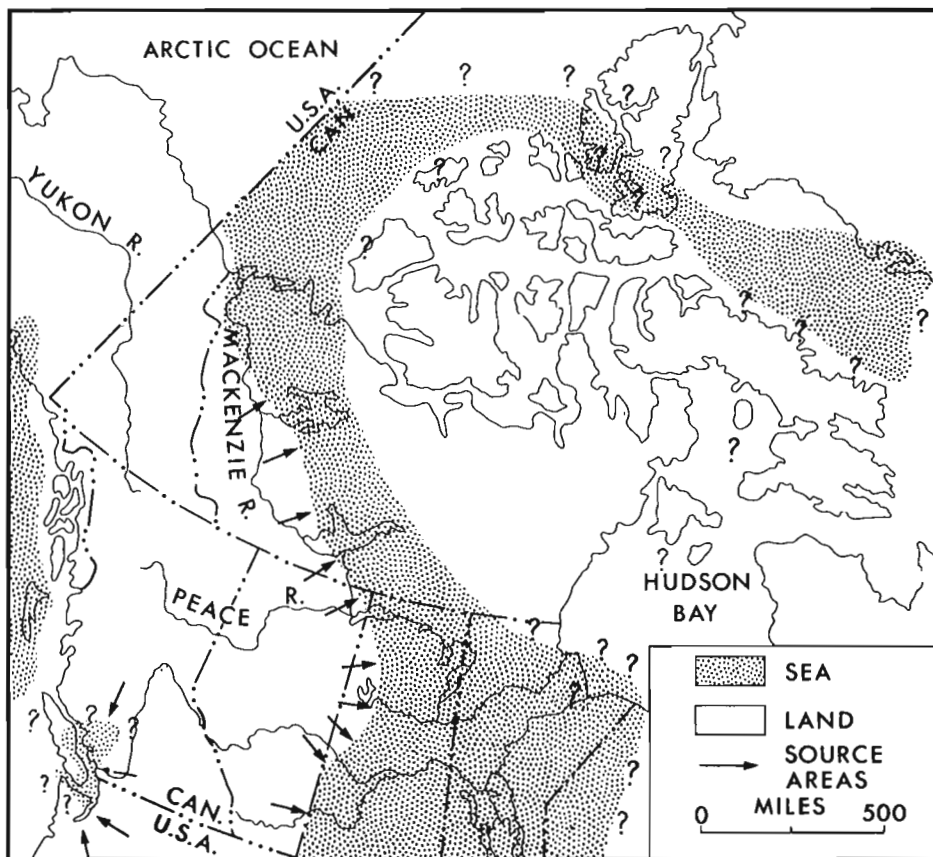 ARCTIC OCEAN
? ? ?
U.S.A.
CAN.
?
?
?
?
?
?
YUKON R.
?
?
?
?
?
MACKENZIE R.
?
?
HUDSON
BAY
PEACE R.
?
?
?
?
?
?
?
?
?
?
?
?
?
?
CAN.
U.S.A.
SEA
LAND
SOURCE
AREAS
MILES
0 500